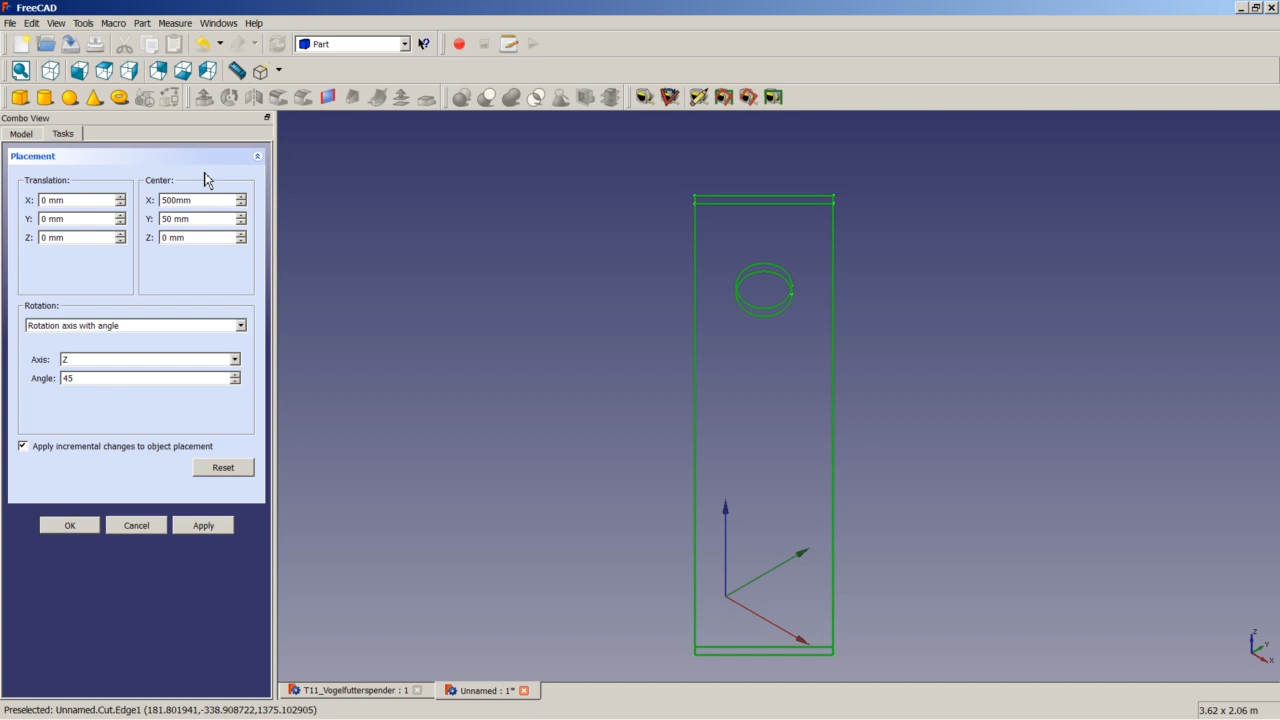 FreeCAD
File Edit View Tools Macro Part Measure Windows Help
Part
Combo View
Model Tasks
Placement
Translation: Center:
X: 0 mm X: 500mm
Y: 0 mm Y: 50 mm
Z: 0 mm Z: 0 mm
Rotation:
Rotation axis with angle
Axis: Z
Angle: 45
Apply incremental changes to object placement
Reset
OK Cancel Apply
Z
Y
X
T11_Vogelfutterspender : 1 Unnamed : 1*
Preselected: Unnamed.Cut.Edge1 (181.801941,-338.908722,1375.102905) 3.62 x 2.06 m